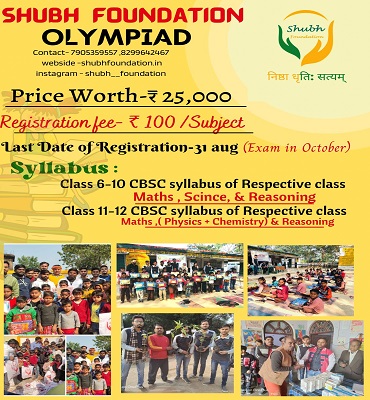 SHUBH FOUNDATION
OLYMPIAD
Contact- 7905359557 ,8299642467
webside -shubhfoundation.in
instagram - shubh__foundation
Shubh
Foundation
निष्ठा धृति: सत्यम्
Price Worth-₹ 25,000
Registration fee- ₹ 100 /Subject
Last Date of Registration-31 aug (Exam in October)
Syllabus :
Class 6-10 CBSC syllabus of Respective class
Maths , Scince, & Reasoning
Class 11-12 CBSC syllabus of Respective class
Maths ,( Physics + Chemistry) & Reasoning